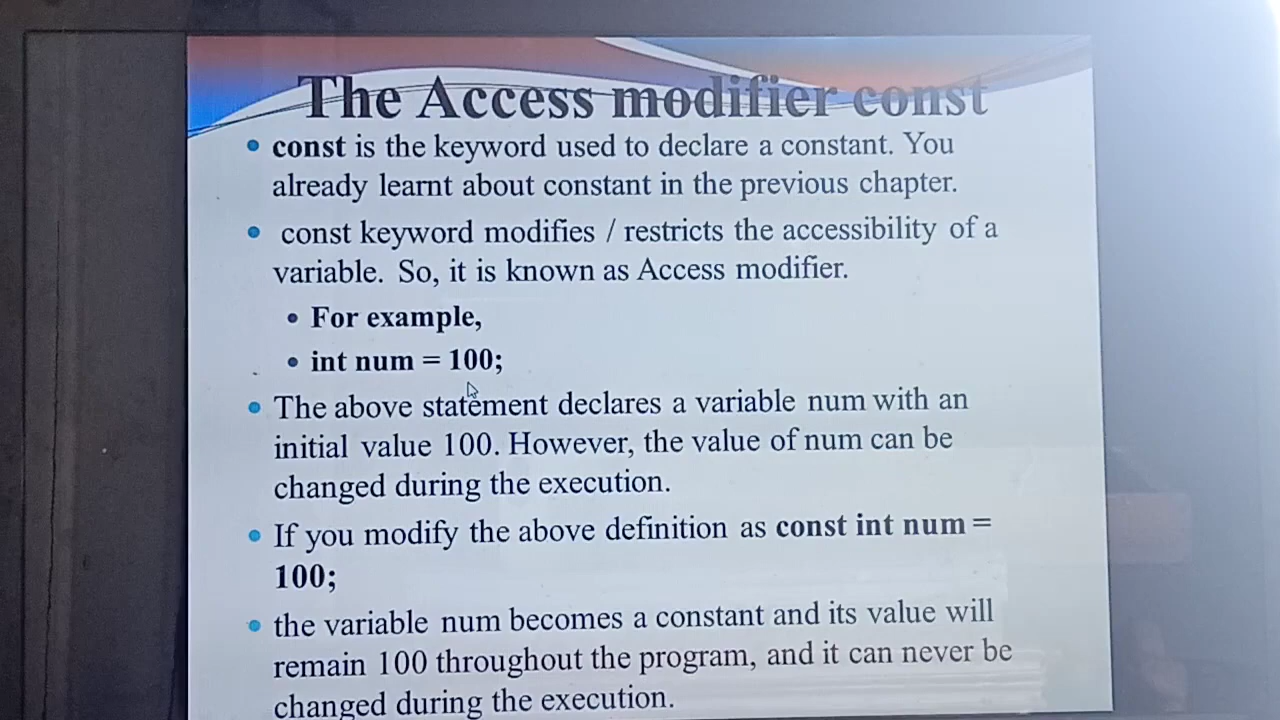 The Access modifier const
• const is the keyword used to declare a constant. You
already learnt about constant in the previous chapter.
• const keyword modifies / restricts the accessibility of a
variable. So, it is known as Access modifier.
• For example,
• int num = 100;
• The above statement declares a variable num with an
initial value 100. However, the value of num can be
changed during the execution.
• If you modify the above definition as const int num =
100;
• the variable num becomes a constant and its value will
remain 100 throughout the program, and it can never be
changed during the execution.